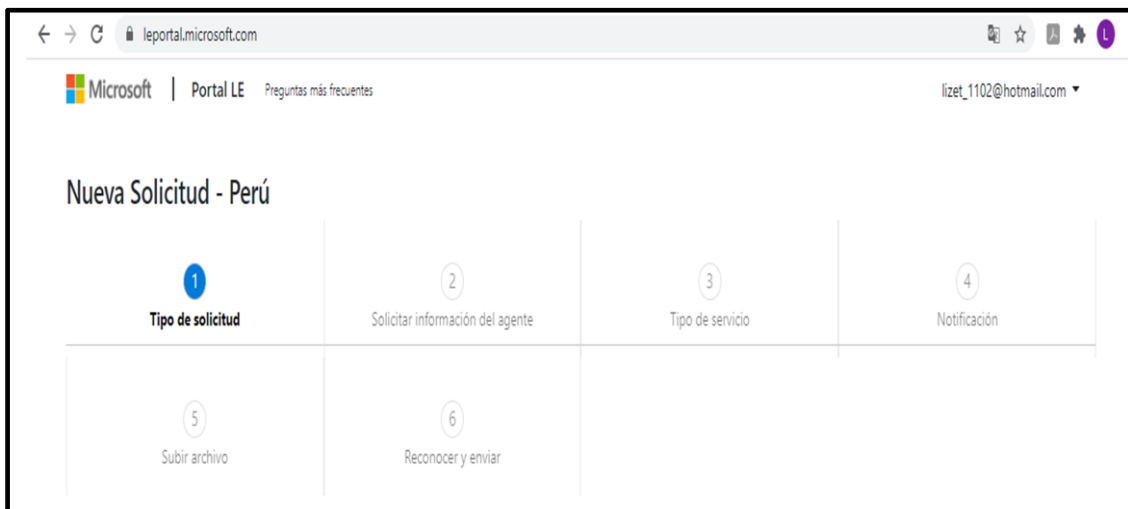 leportal.microsoft.com
L
Microsoft | Portal LE Preguntas más frecuentes lizet_1102@hotmail.com
Nueva Solicitud - Perú
1 2 3 4
Tipo de solicitud Solicitar información del agente Tipo de servicio Notificación
5 6
Subir archivo Reconocer y enviar